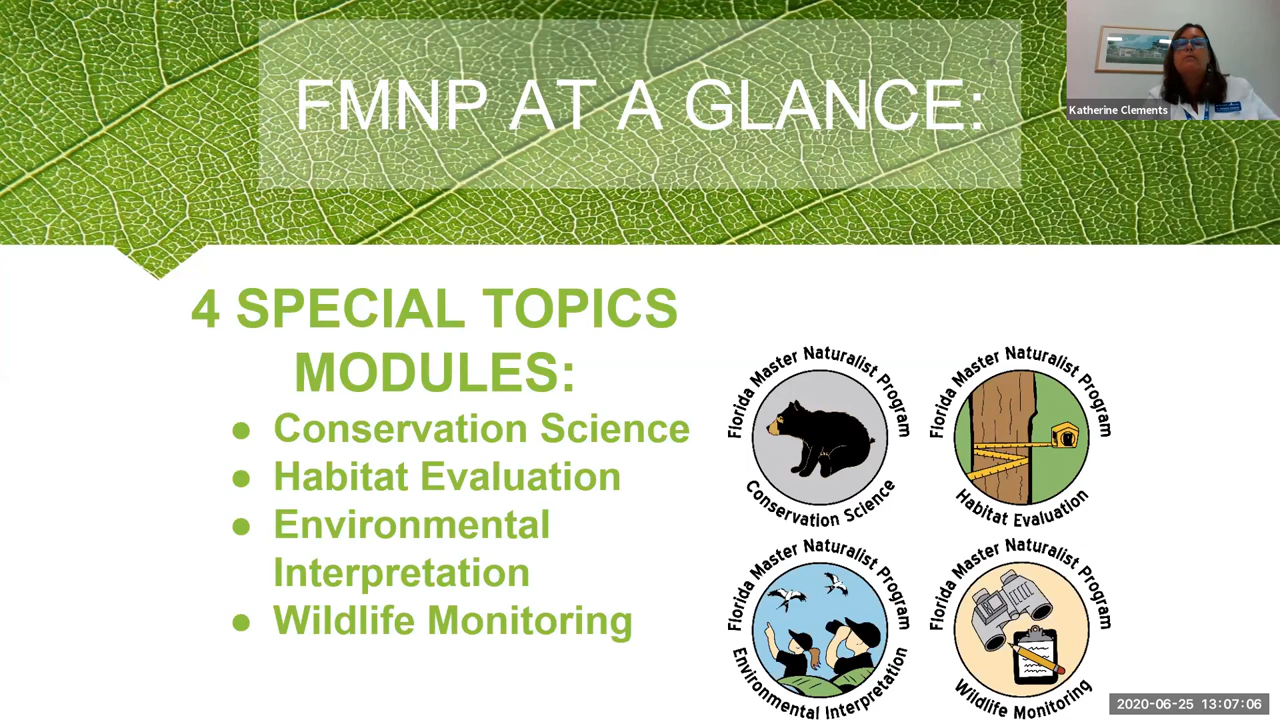 FMNP AT A GLANCE:
Katherine Clements
4 SPECIAL TOPICS
MODULES:
● Conservation Science
● Habitat Evaluation
● Environmental
Interpretation
● Wildlife Monitoring
Florida Master Naturalist Program
Conservation Science
Florida Master Naturalist Program
Habitat Evaluation
Florida Master Naturalist Program
Environmental Interpretation
Florida Master Naturalist Program
Wildlife Monitoring
2020-06-25 13:07:06